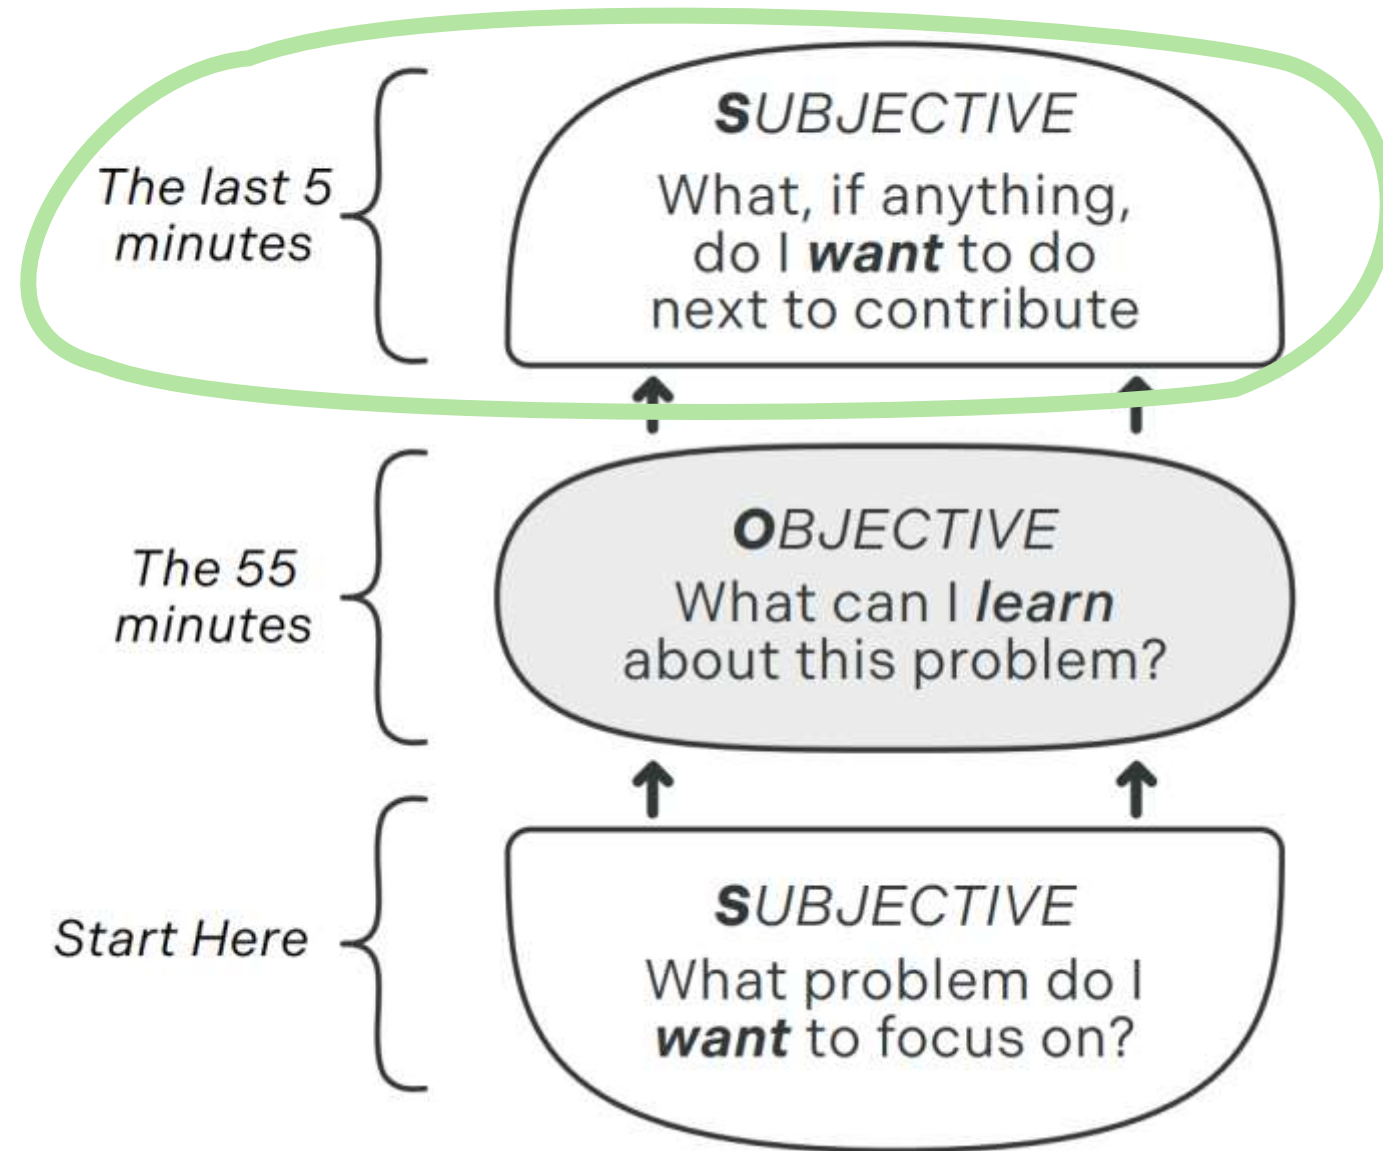 The last 5
minutes
SUBJECTIVE
What, if anything,
do I want to do
next to contribute
The 55
minutes
OBJECTIVE
What can I learn
about this problem?
Start Here
SUBJECTIVE
What problem do I
want to focus on?